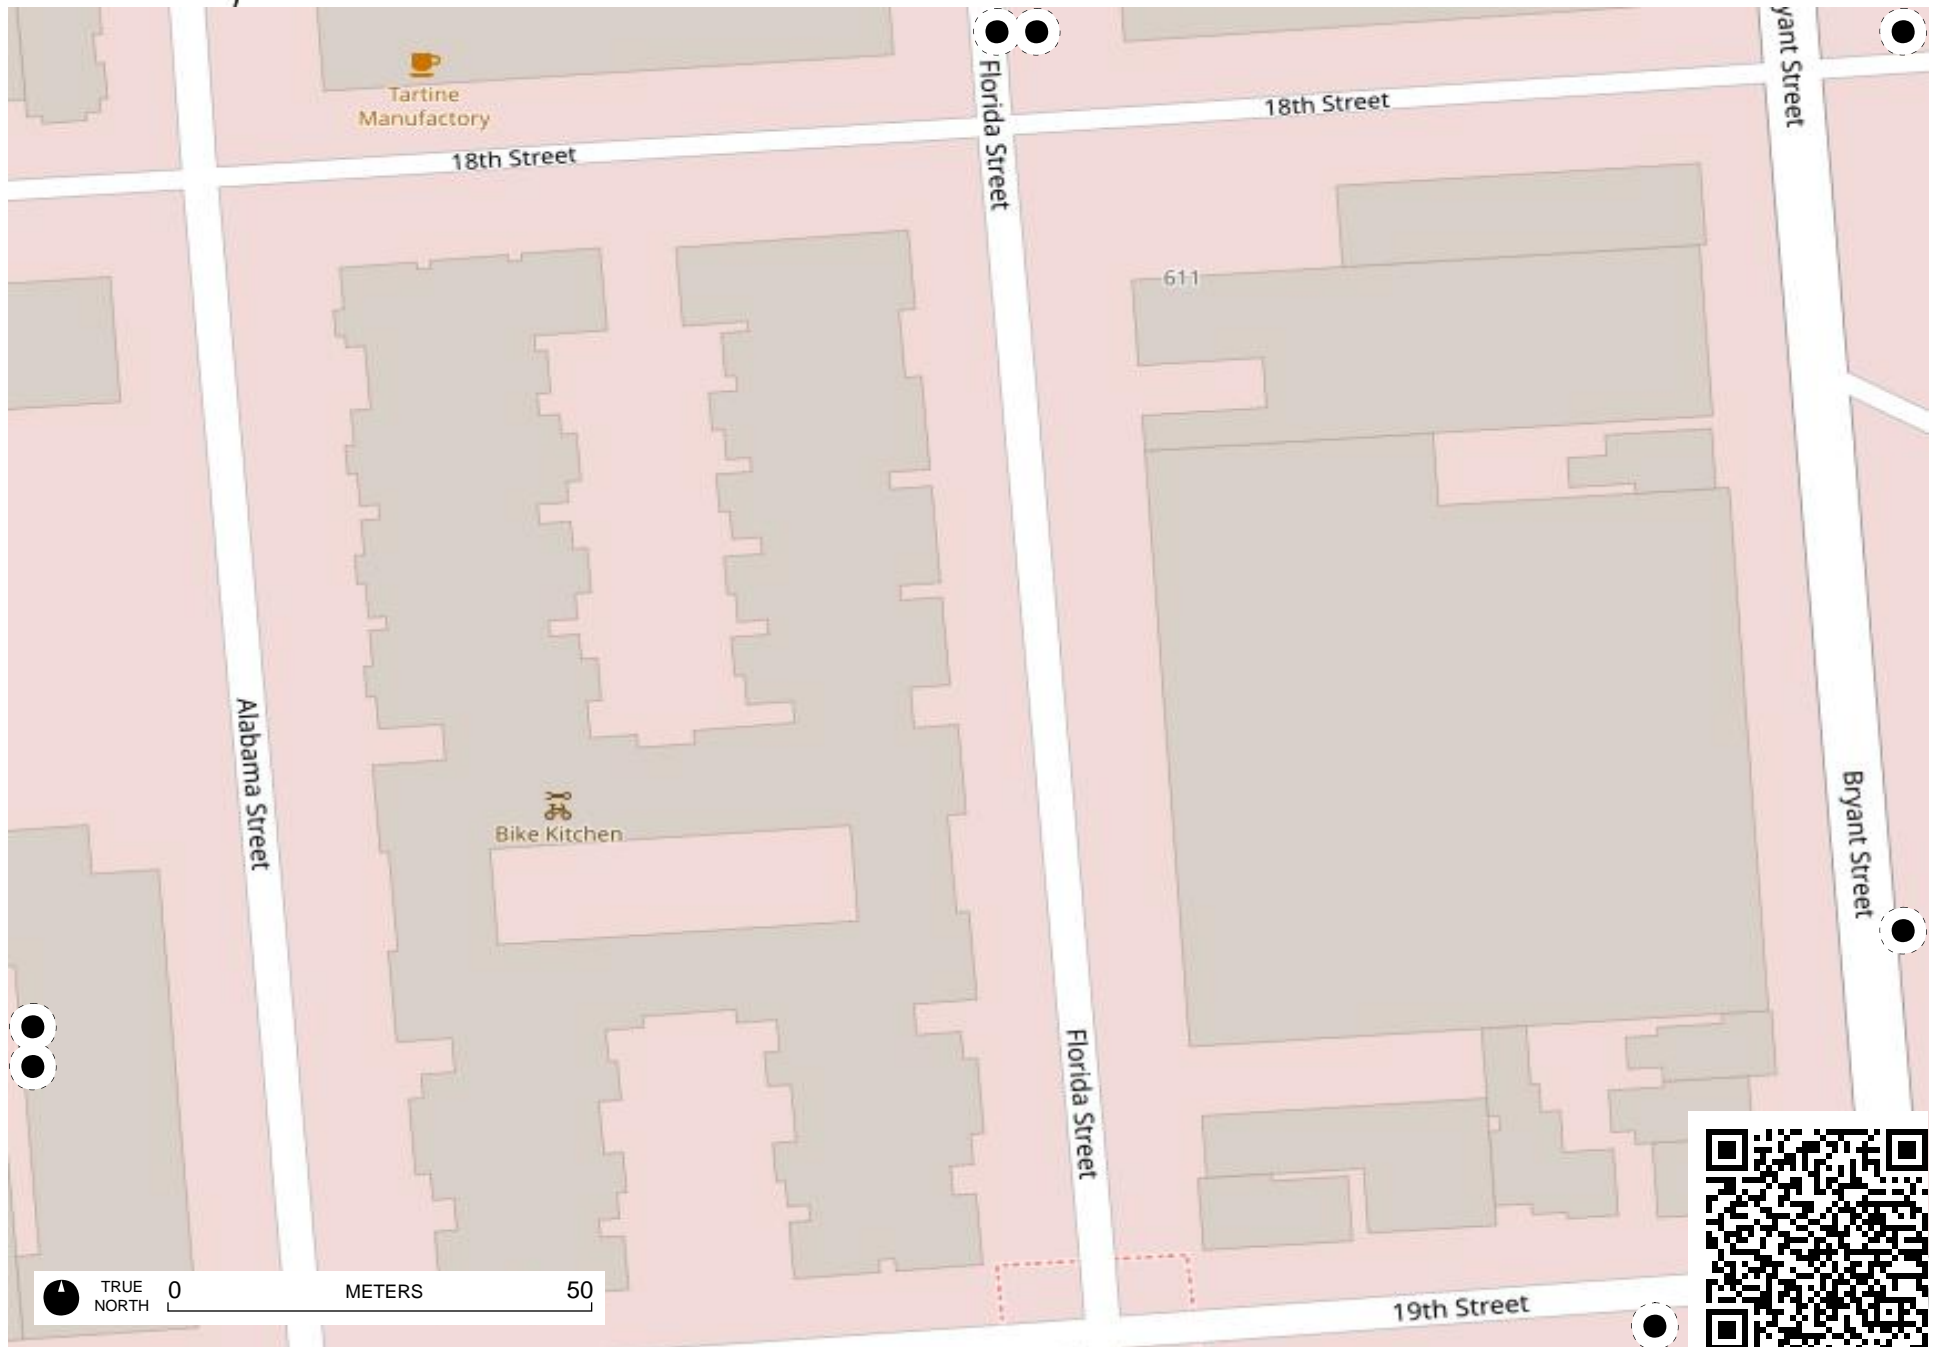 Florida Street
yant Street
Tartine
Manufactory
18th Street
18th Street
611
Alabama Street
Bike Kitchen
Bryant Street
Florida Street
TRUE
NORTH
0 METERS 50
19th Street